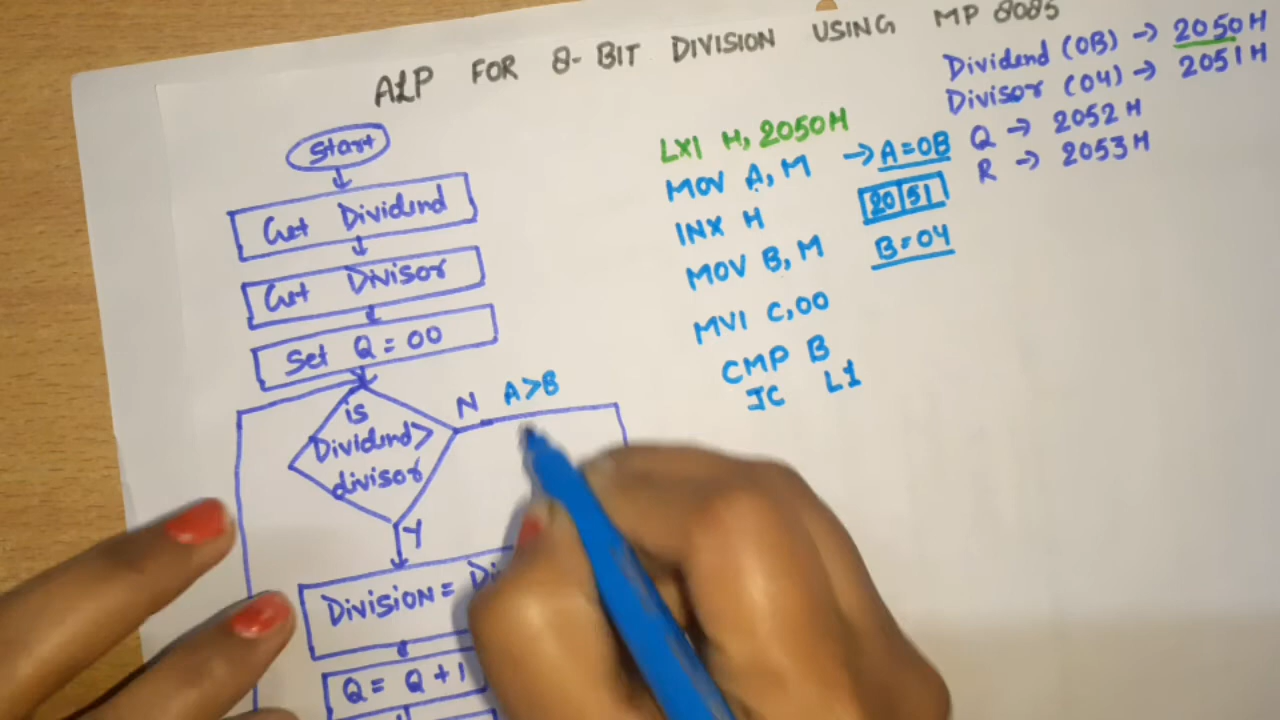 ALP FOR 8-BIT DIVISION USING MP 8085
Dividend (0B) → 2050H
Divisor (04) → 2051H
Q → 2052H
R → 2053H
Start
Get Dividend
Get Divisor
Set Q = 00
is
Dividend>
divisor
N A>B
Y
DIVISION =
Q = Q + 1
LXI H, 2050H
MOV A, M → A=0B
INX H 20 51
MOV B, M B=04
MVI C, 00
CMP B
JC L1